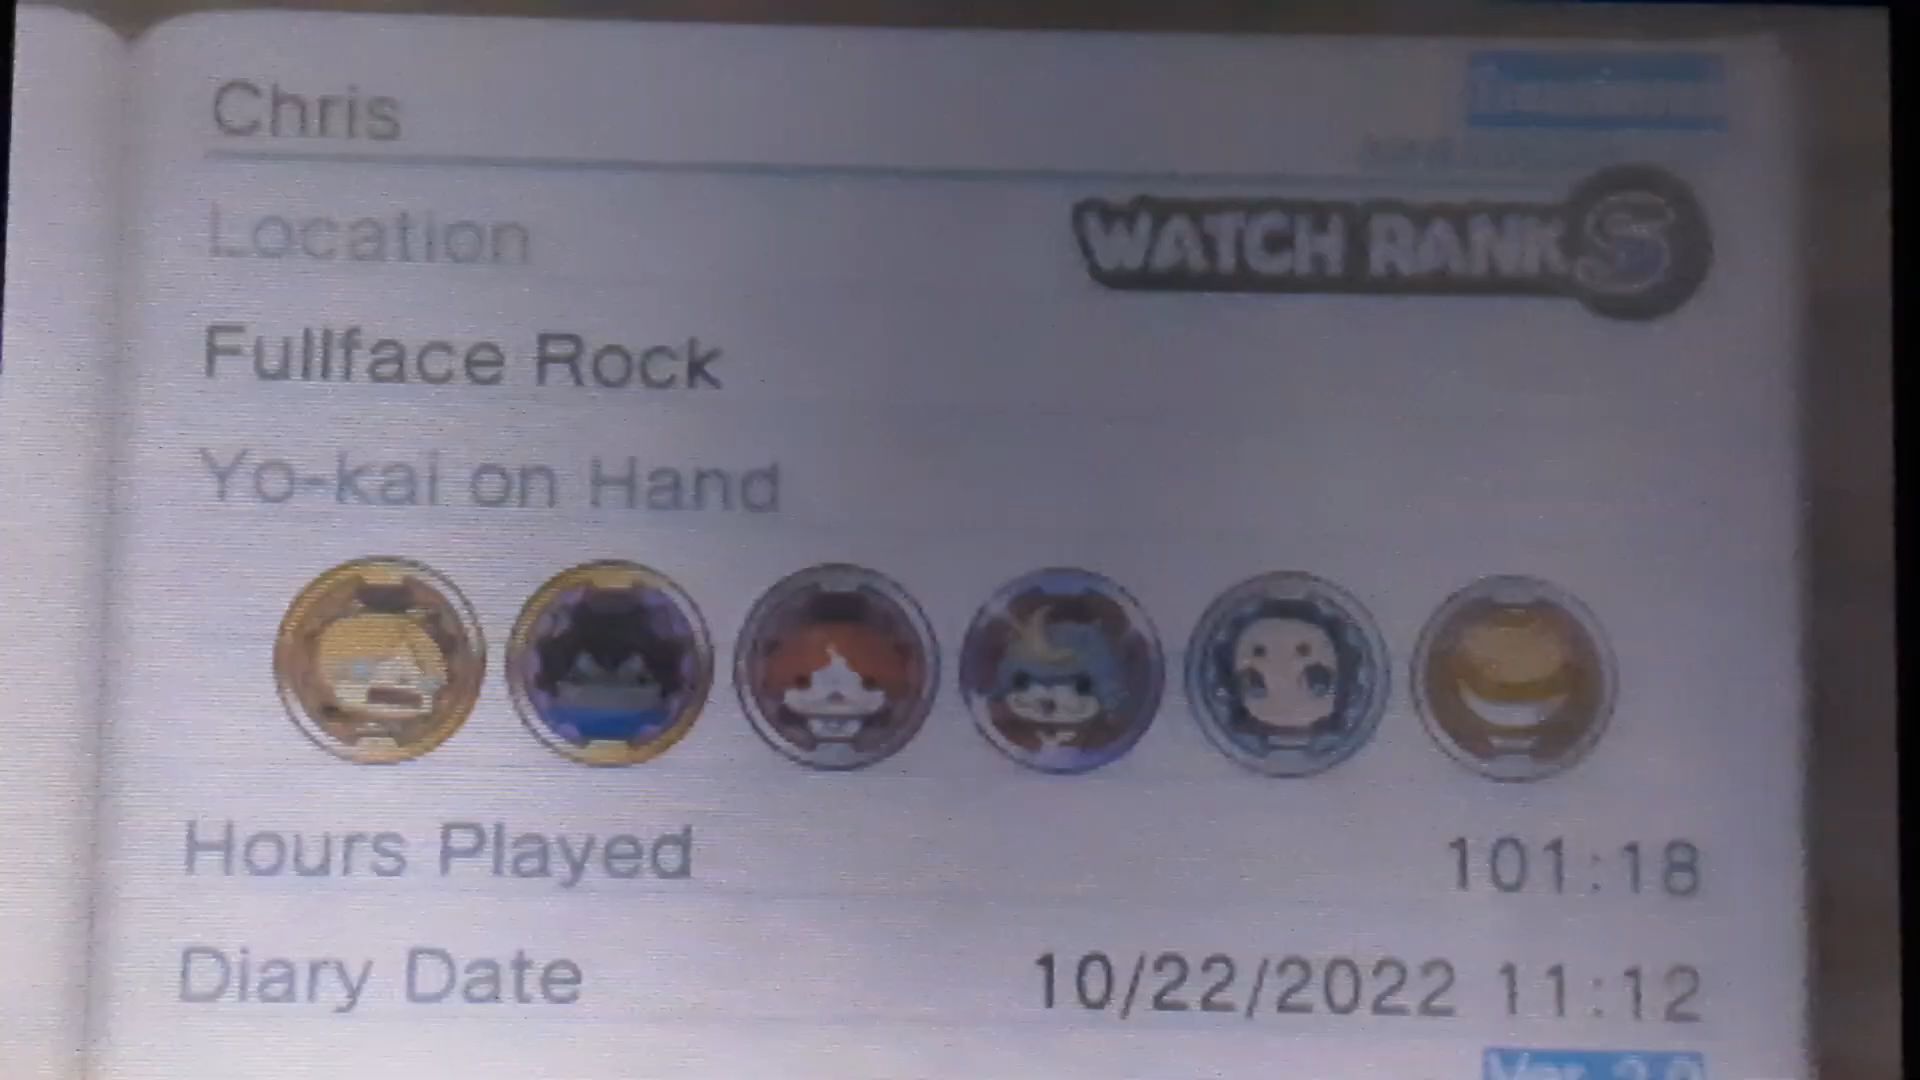 Chris
Location
WATCH RANK S
Fullface Rock
Yo-kai on Hand
Hours Played 101:18
Diary Date 10/22/2022 11:12